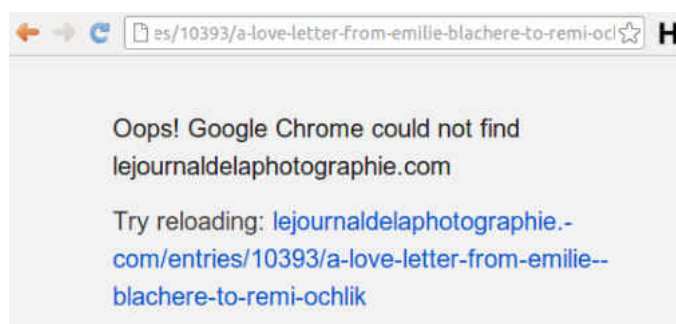 es/10393/a-love-letter-from-emilie-blachere-to-remi-ocl
H
Oops! Google Chrome could not find
lejournaldelaphotographie.com
Try reloading: lejournaldelaphotographie.-
com/entries/10393/a-love-letter-from-emilie--
blachere-to-remi-ochlik